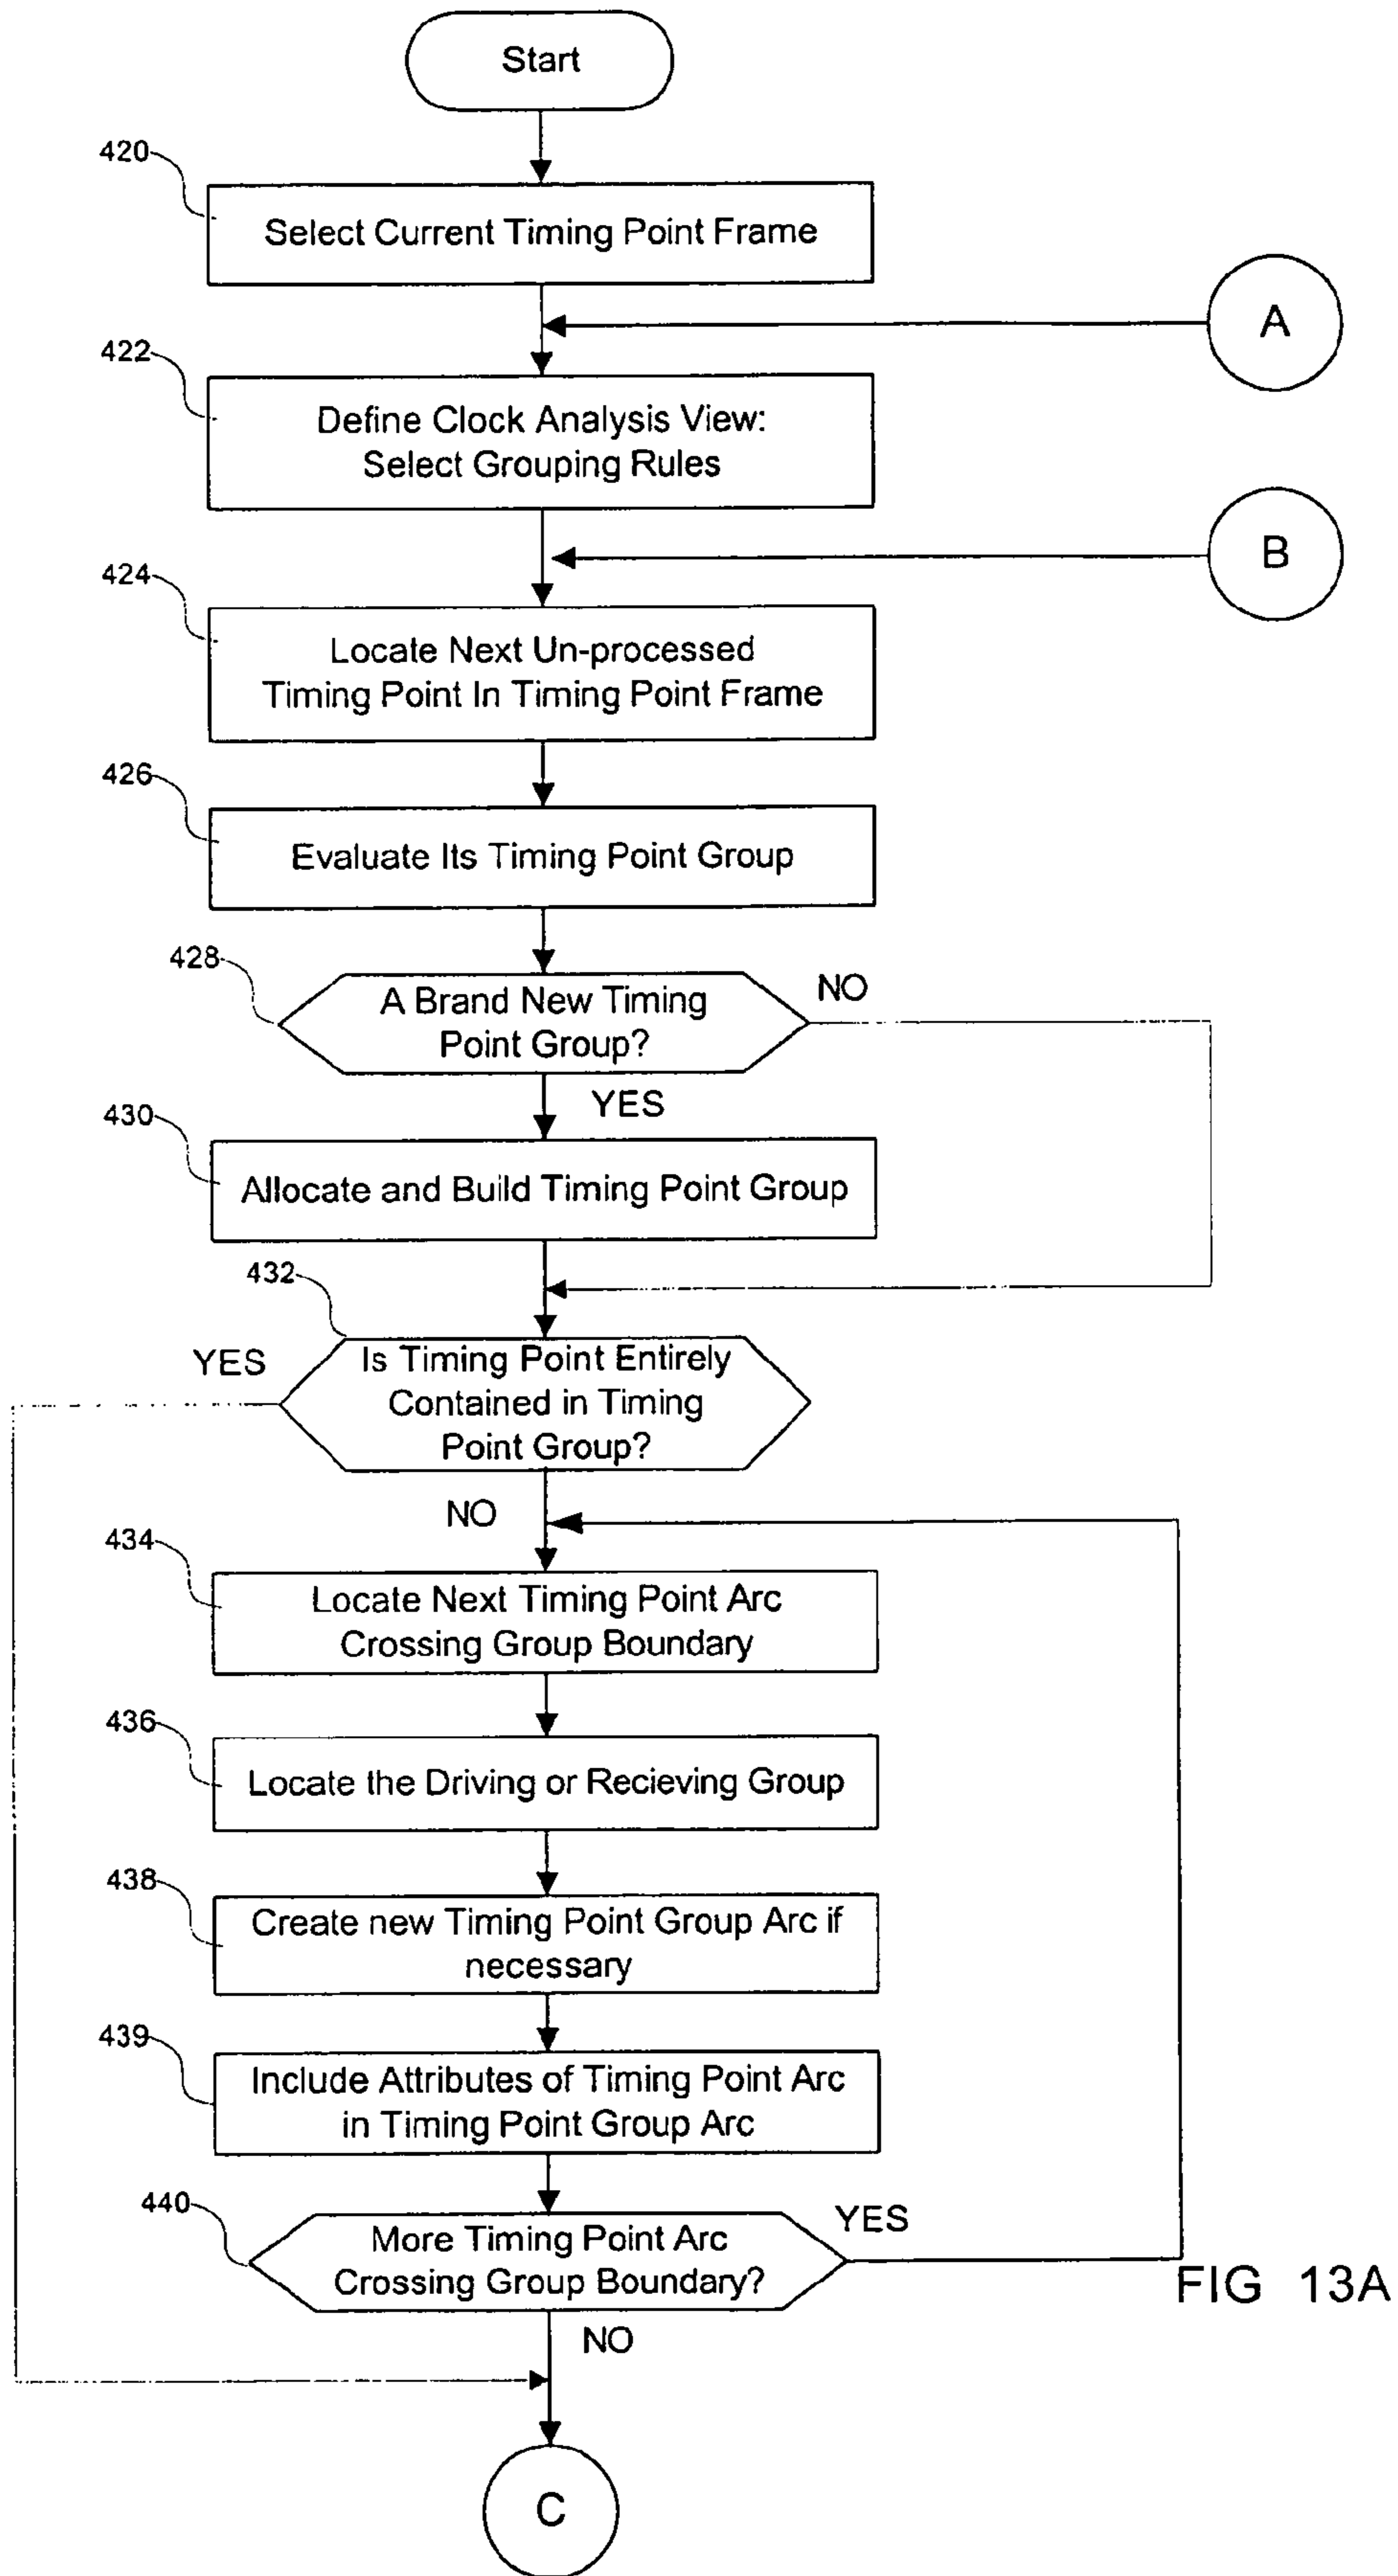 Start
420
Select Current Timing Point Frame
A
422
Define Clock Analysis View:
Select Grouping Rules
B
424
Locate Next Un-processed
Timing Point In Timing Point Frame
426
Evaluate Its Timing Point Group
428
A Brand New Timing
Point Group?
NO
YES
430
Allocate and Build Timing Point Group
432
YES
Is Timing Point Entirely
Contained in Timing
Point Group?
NO
434
Locate Next Timing Point Arc
Crossing Group Boundary
436
Locate the Driving or Recieving Group
438
Create new Timing Point Group Arc if
necessary
439
Include Attributes of Timing Point Arc
in Timing Point Group Arc
440
More Timing Point Arc
Crossing Group Boundary?
YES
FIG 13A
NO
C